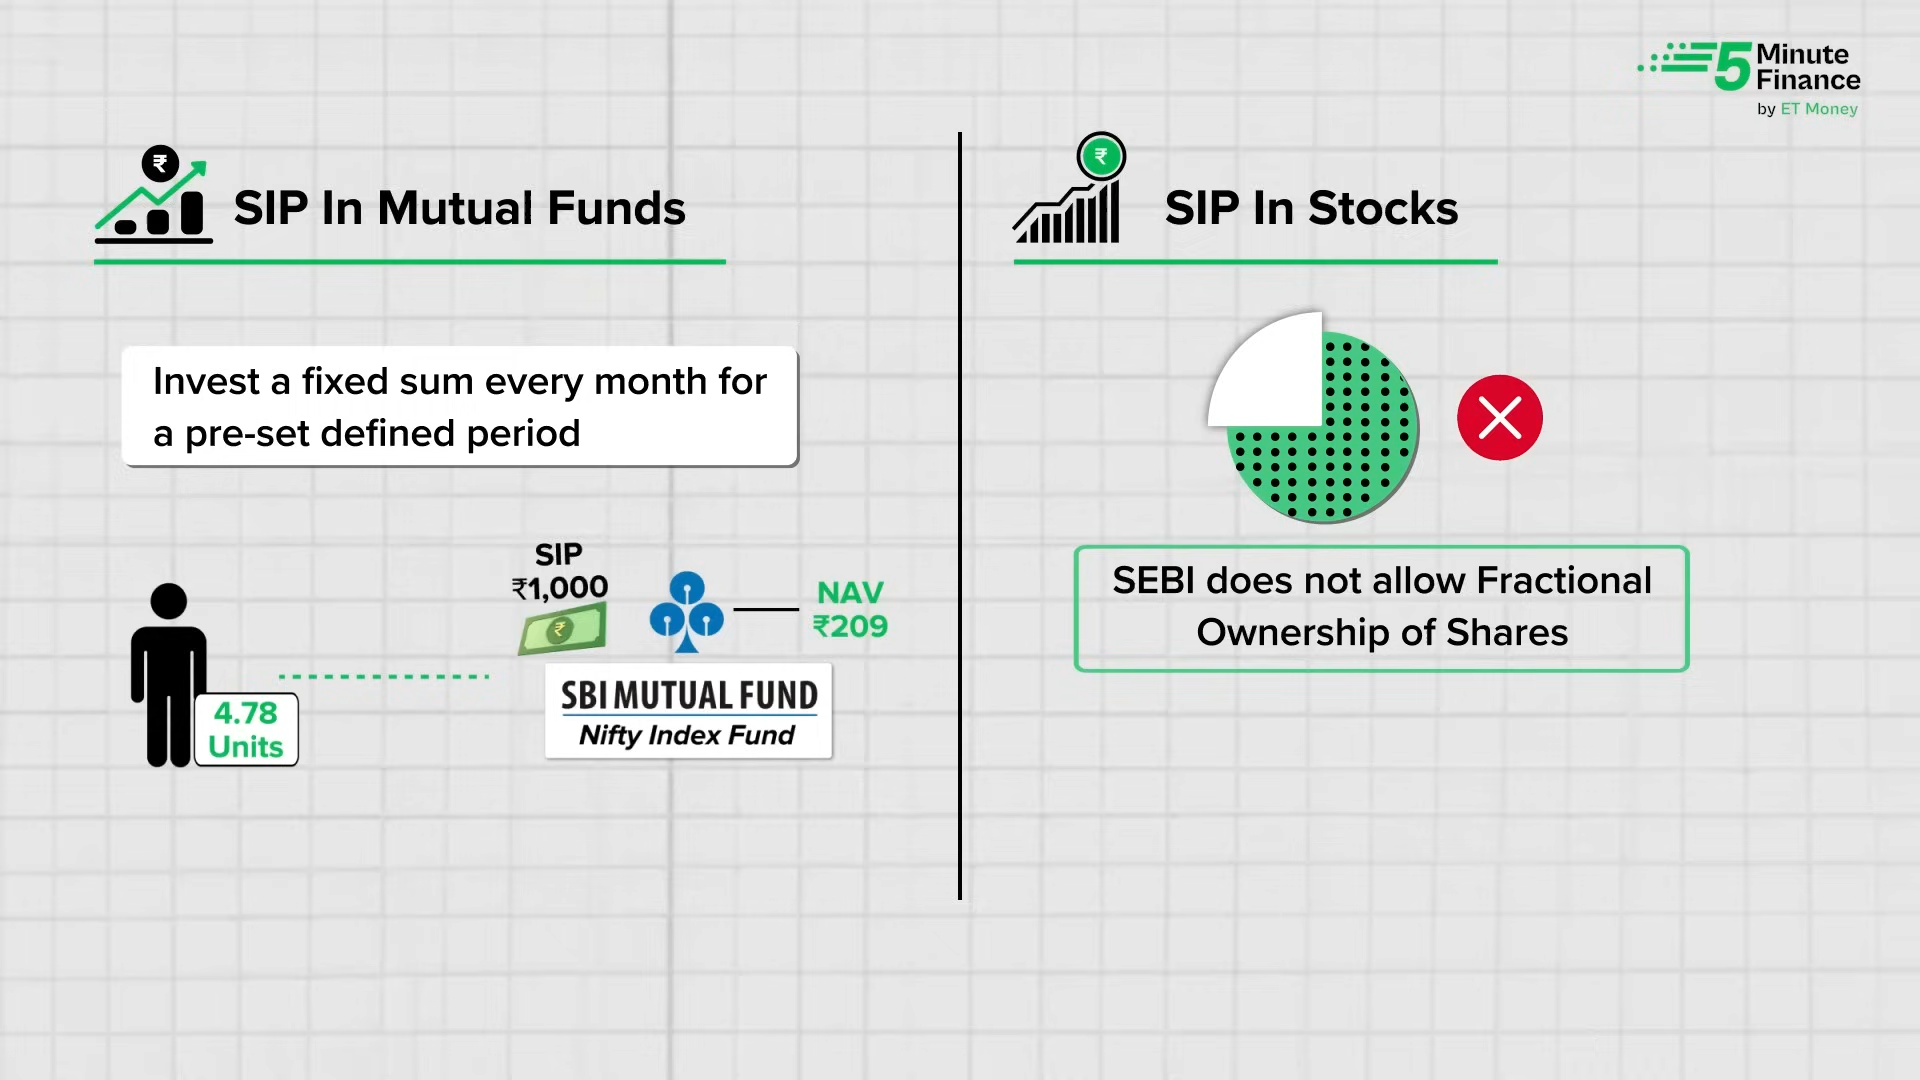 5 Minute
Finance
by ET Money
SIP In Mutual Funds
Invest a fixed sum every month for
a pre-set defined period
SIP
₹1,000
₹
NAV
₹209
SBI MUTUAL FUND
Nifty Index Fund
4.78
Units
₹
SIP In Stocks
₹
SEBI does not allow Fractional
Ownership of Shares